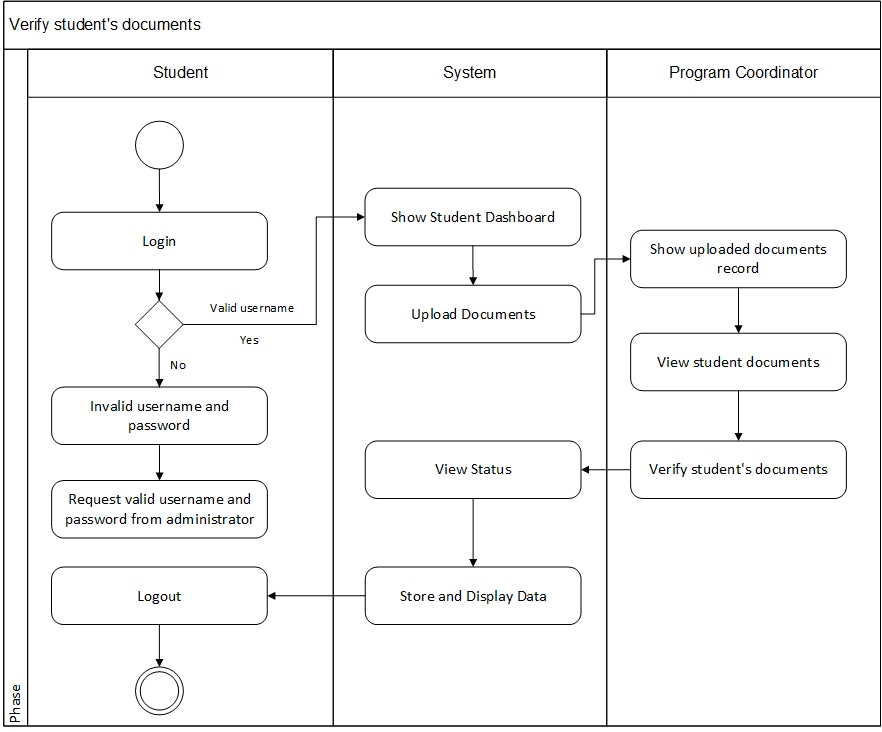 Verify student's documents
Student
System
Program Coordinator
Login
Valid username
Yes
No
Invalid username and
password
Request valid username and
password from administrator
Logout
Show Student Dashboard
Upload Documents
View Status
Store and Display Data
Show uploaded documents
record
View student documents
Verify student's documents
Phase